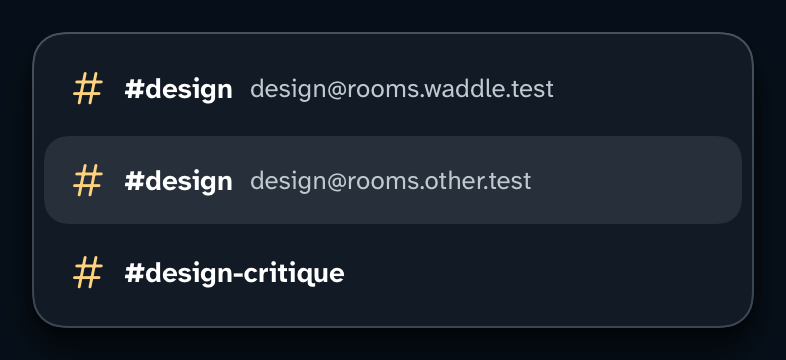 # #design design@rooms.waddle.test
# #design design@rooms.other.test
# #design-critique